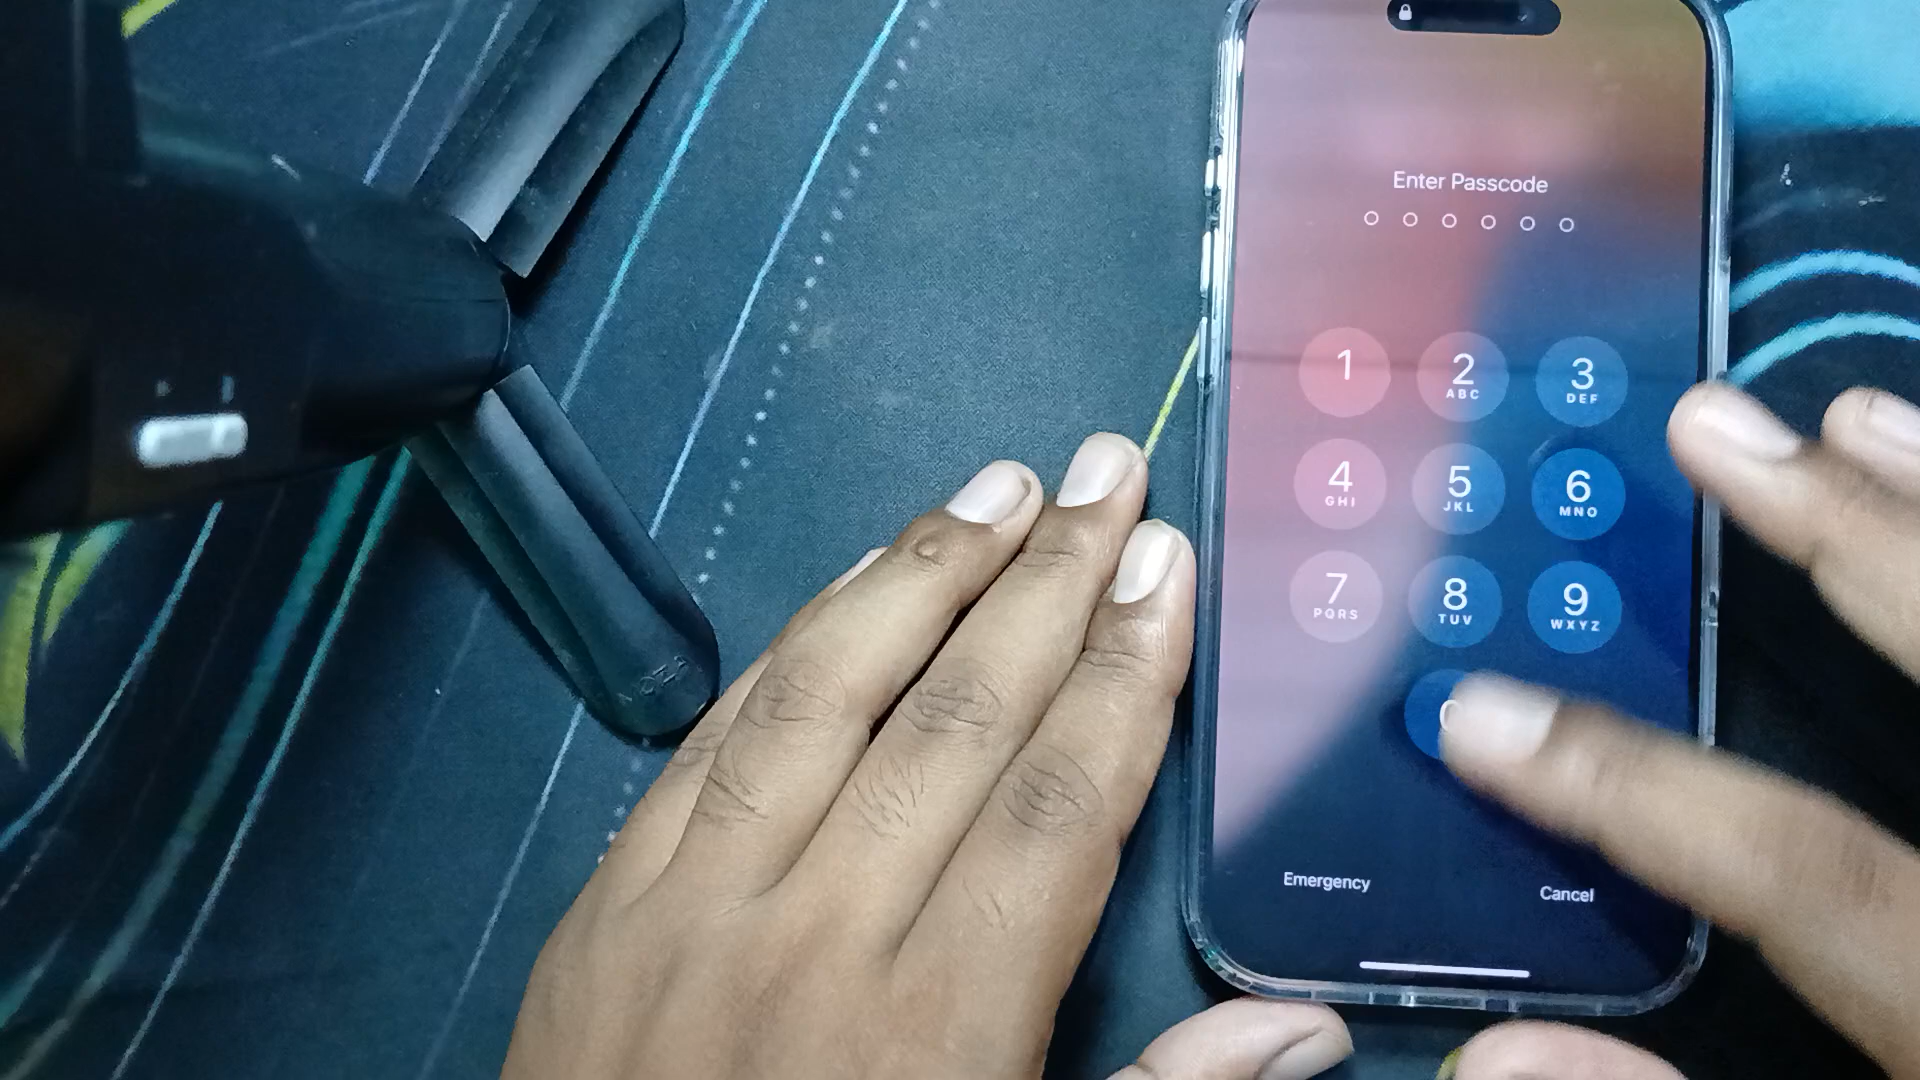 Enter Passcode
1
2
ABC
3
DEF
4
GHI
5
JKL
6
MNO
7
PQRS
8
TUV
9
WXYZ
Emergency
Cancel